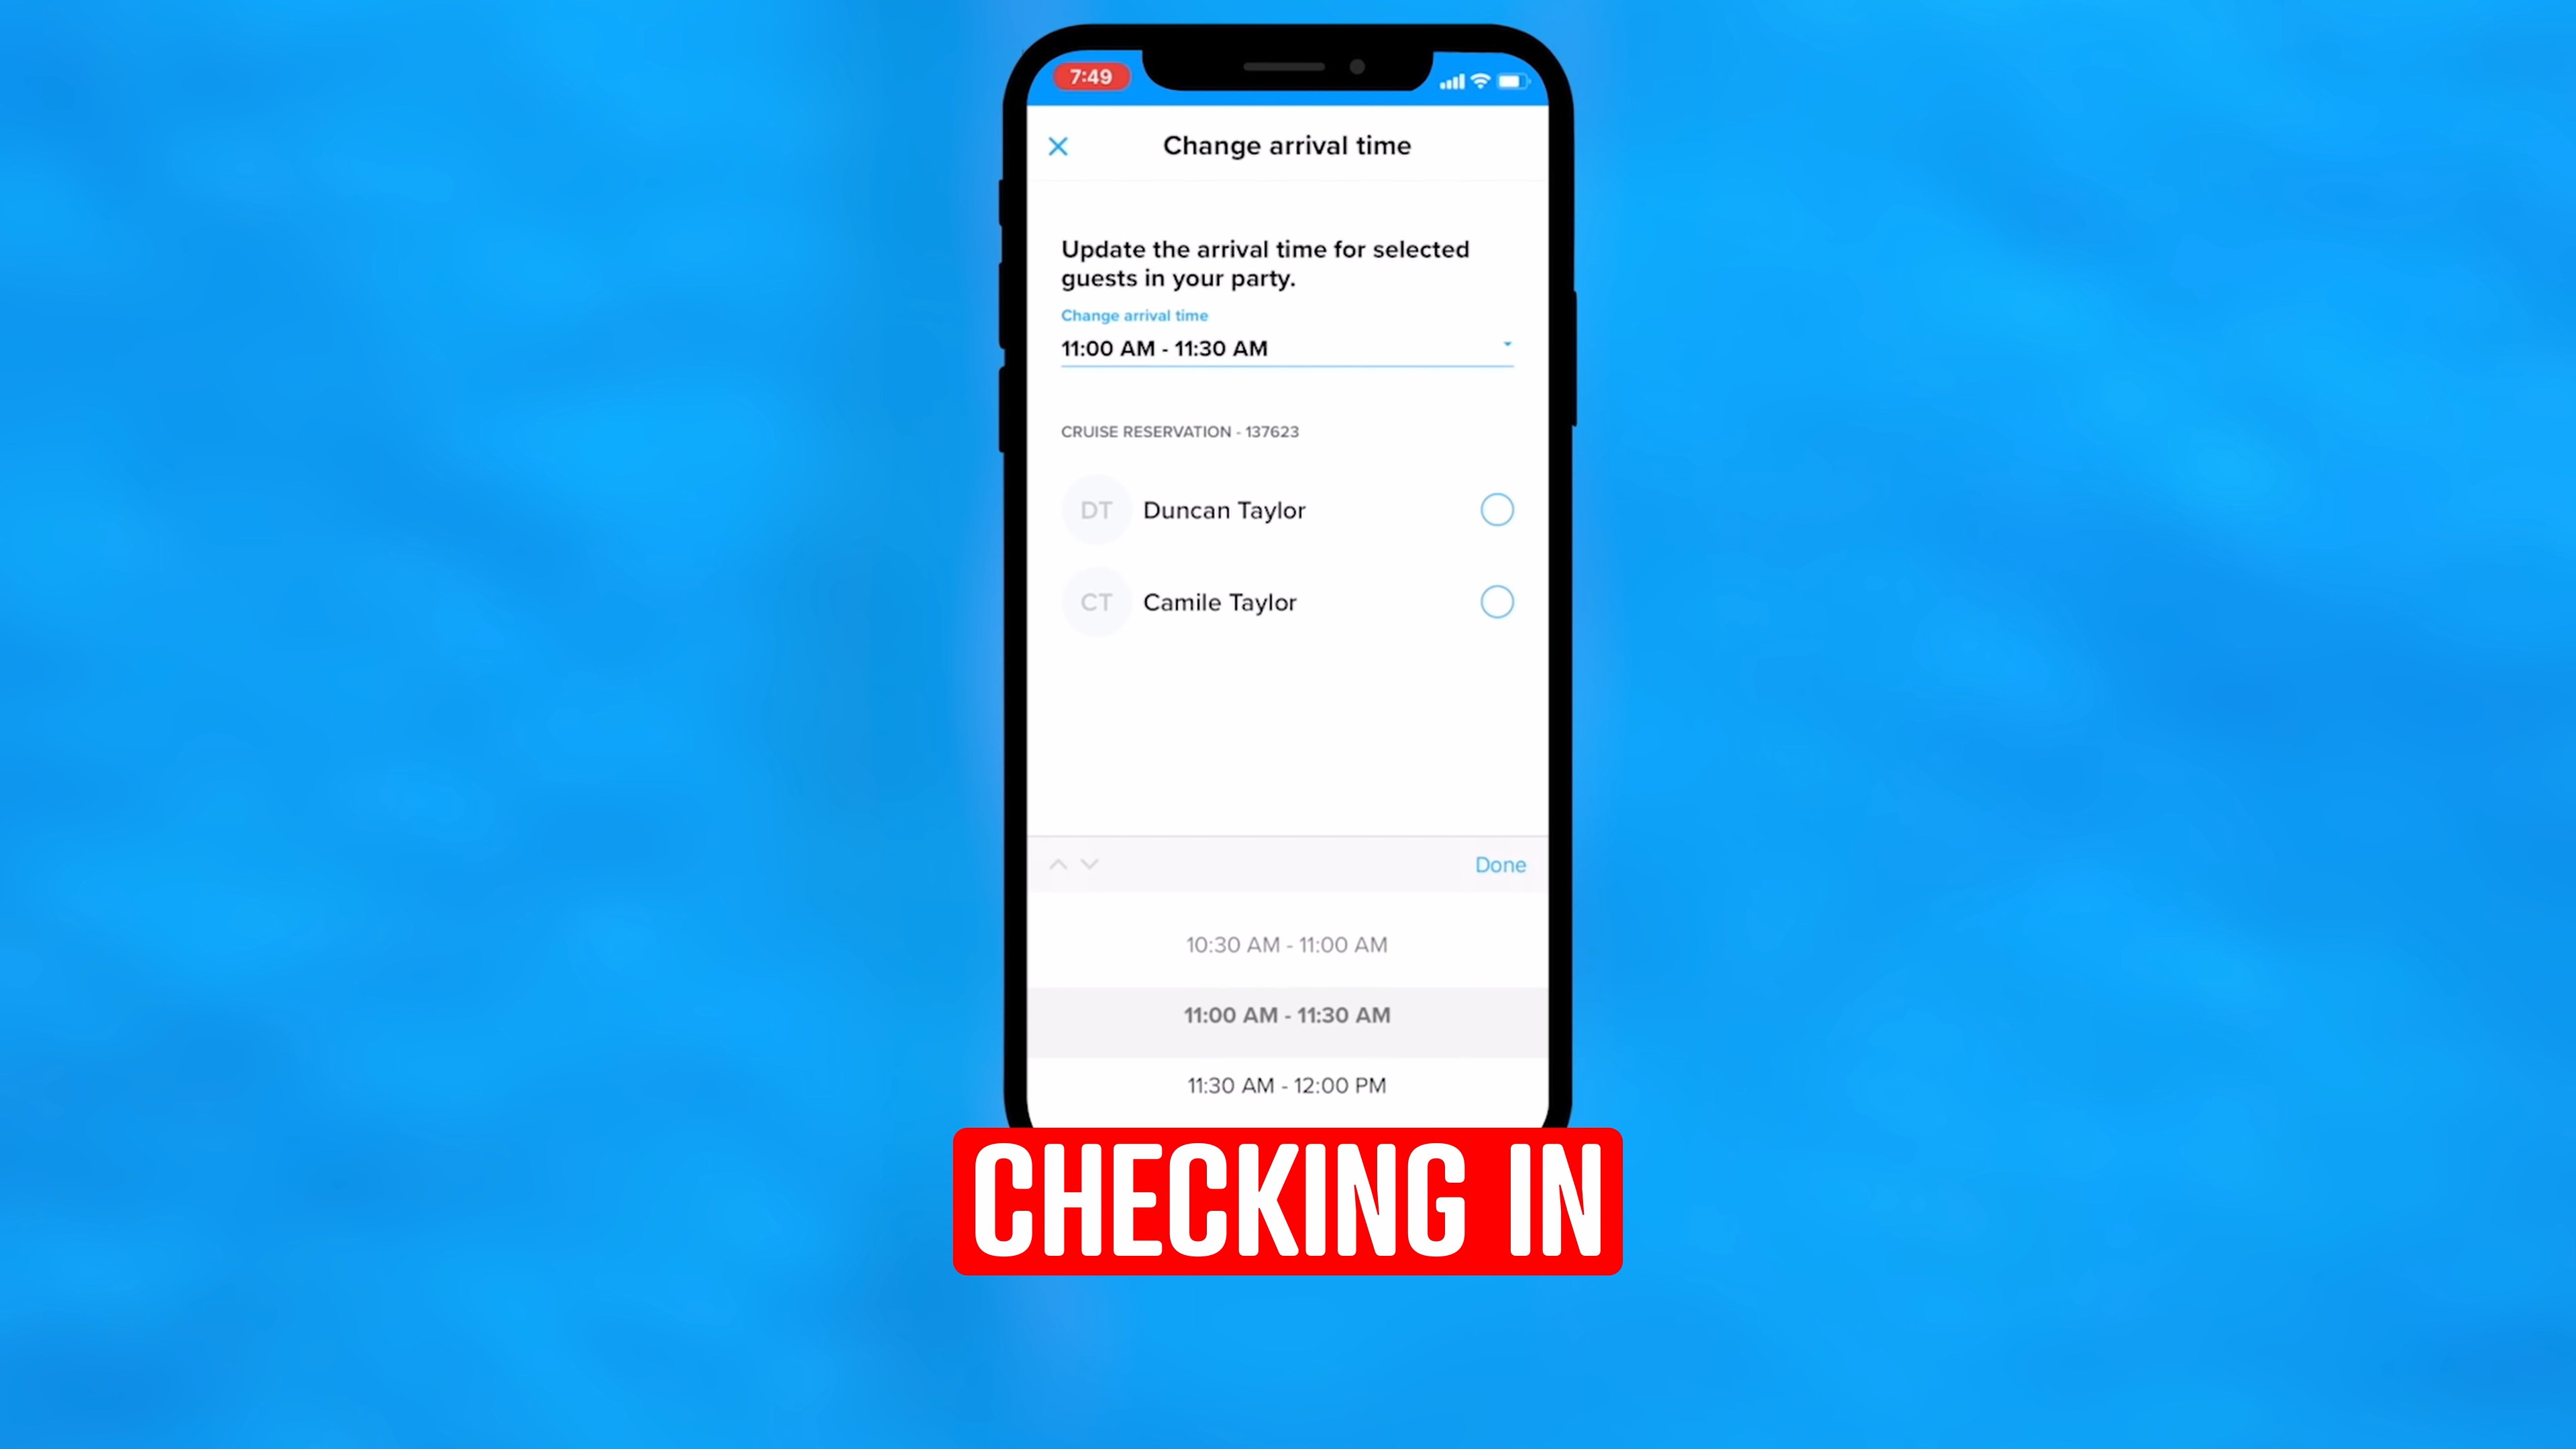 7:49
Change arrival time
Update the arrival time for selected
guests in your party.
Change arrival time
11:00 AM - 11:30 AM
CRUISE RESERVATION - 137623
DT Duncan Taylor
CT Camile Taylor
Done
10:30 AM - 11:00 AM
11:00 AM - 11:30 AM
11:30 AM - 12:00 PM
CHECKING IN